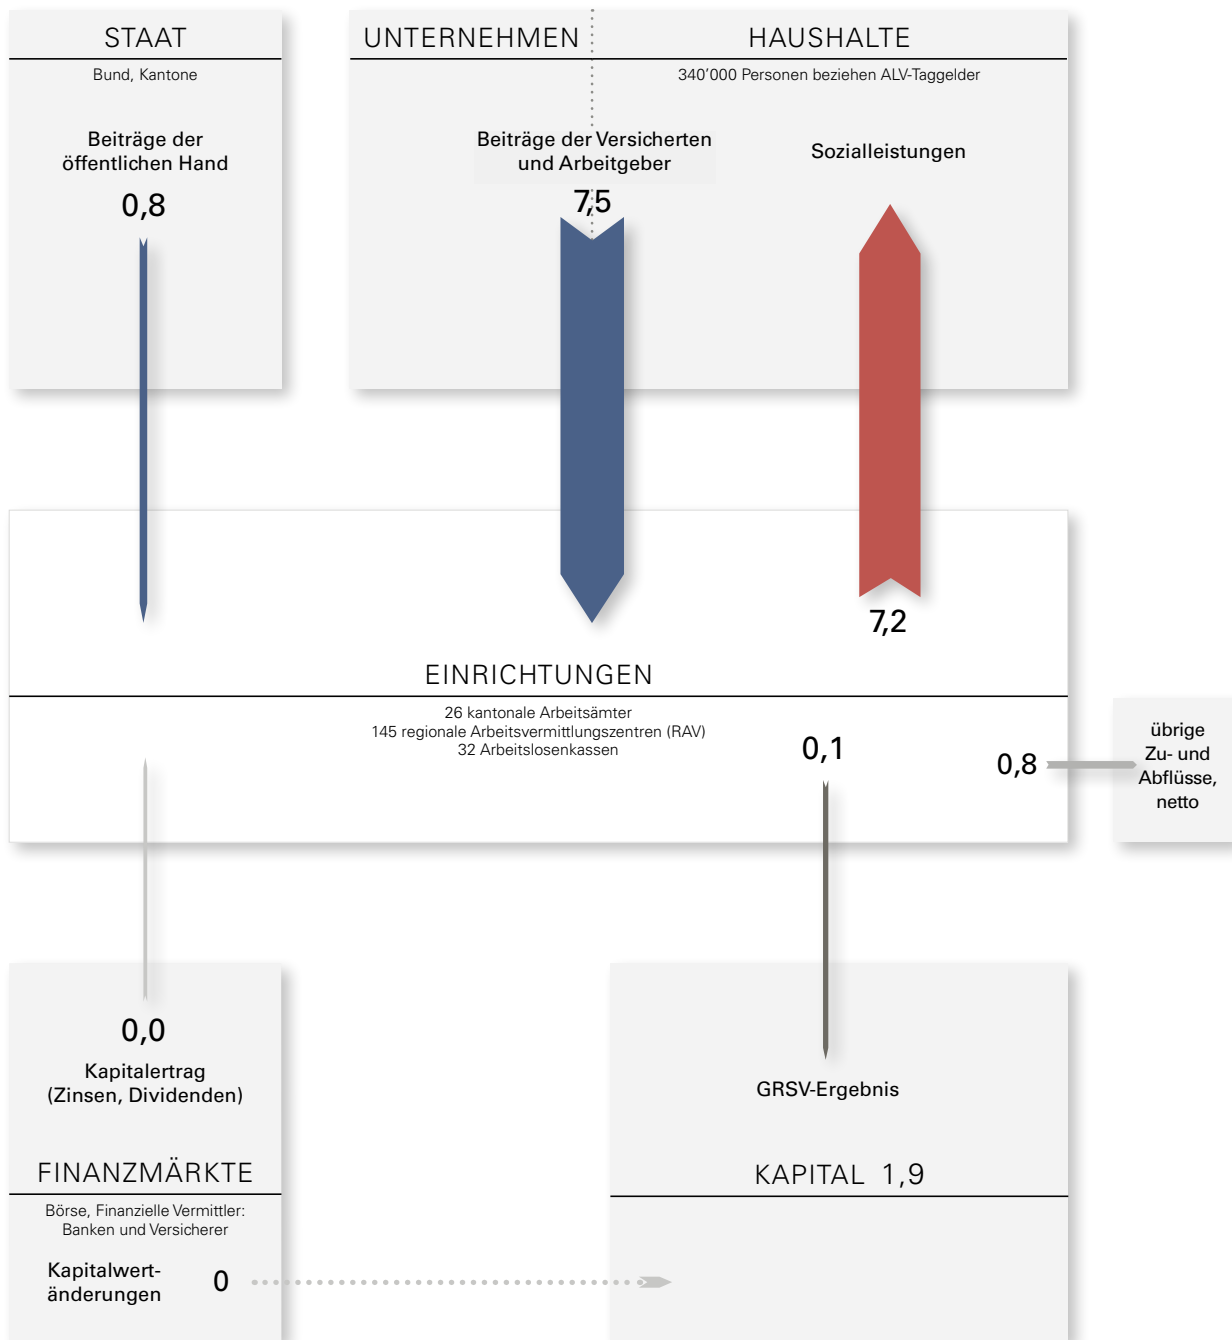 STAAT
Bund, Kantone
Beiträge der
öffentlichen Hand
0,8
UNTERNEHMEN
HAUSHALTE
340’000 Personen beziehen ALV-Taggelder
Beiträge der Versicherten
und Arbeitgeber
7,5
Sozialleistungen
7,2
EINRICHTUNGEN
26 kantonale Arbeitsämter
145 regionale Arbeitsvermittlungszentren (RAV)
32 Arbeitslosenkassen
0,1
0,8
übrige
Zu- und
Abflüsse,
netto
0,0
Kapitalertrag
(Zinsen, Dividenden)
FINANZMÄRKTE
Börse, Finanzielle Vermittler:
Banken und Versicherer
Kapitalwert-
änderungen
0
GRSV-Ergebnis
KAPITAL 1,9